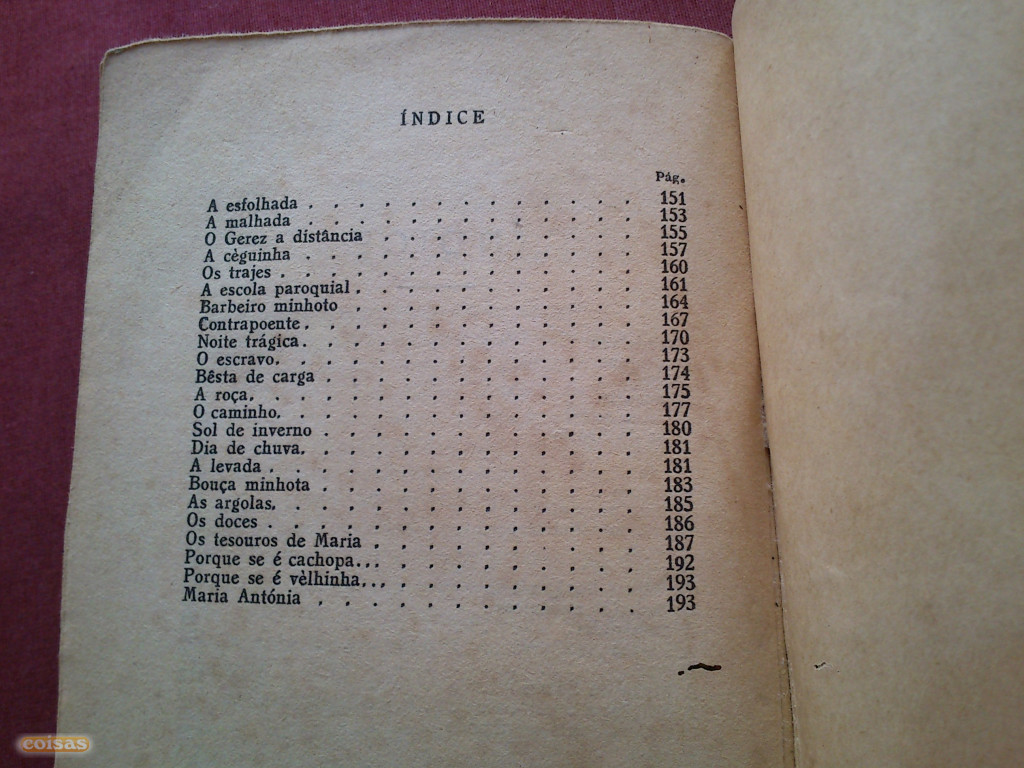 ÍNDICE
Pág.
A esfolhada . . . . . . . . . . . . . 151
A malhada . . . . . . . . . . . . . 153
O Gerez a distância . . . . . . . . . . 155
A cèguinha . . . . . . . . . . . . . 157
Os trajes . . . . . . . . . . . . . . 160
A escola paroquial . . . . . . . . . . . 161
Barbeiro minhoto . . . . . . . . . . . 164
Contrapoente . . . . . . . . . . . . . 167
Noite trágica . . . . . . . . . . . . . 170
O escravo . . . . . . . . . . . . . . 173
Bêsta de carga . . . . . . . . . . . . 174
A roça . . . . . . . . . . . . . . . 175
O caminho . . . . . . . . . . . . . . 177
Sol de inverno . . . . . . . . . . . . 180
Dia de chuva . . . . . . . . . . . . . 181
A levada . . . . . . . . . . . . . . 181
Bouça minhota . . . . . . . . . . . . 183
As argolas . . . . . . . . . . . . . . 185
Os doces . . . . . . . . . . . . . . 186
Os tesouros de Maria . . . . . . . . . . 187
Porque se é cachopa... . . . . . . . . . . 192
Porque se é vèlhinha... . . . . . . . . . . 193
Maria Antónia . . . . . . . . . . . . 193
coisas